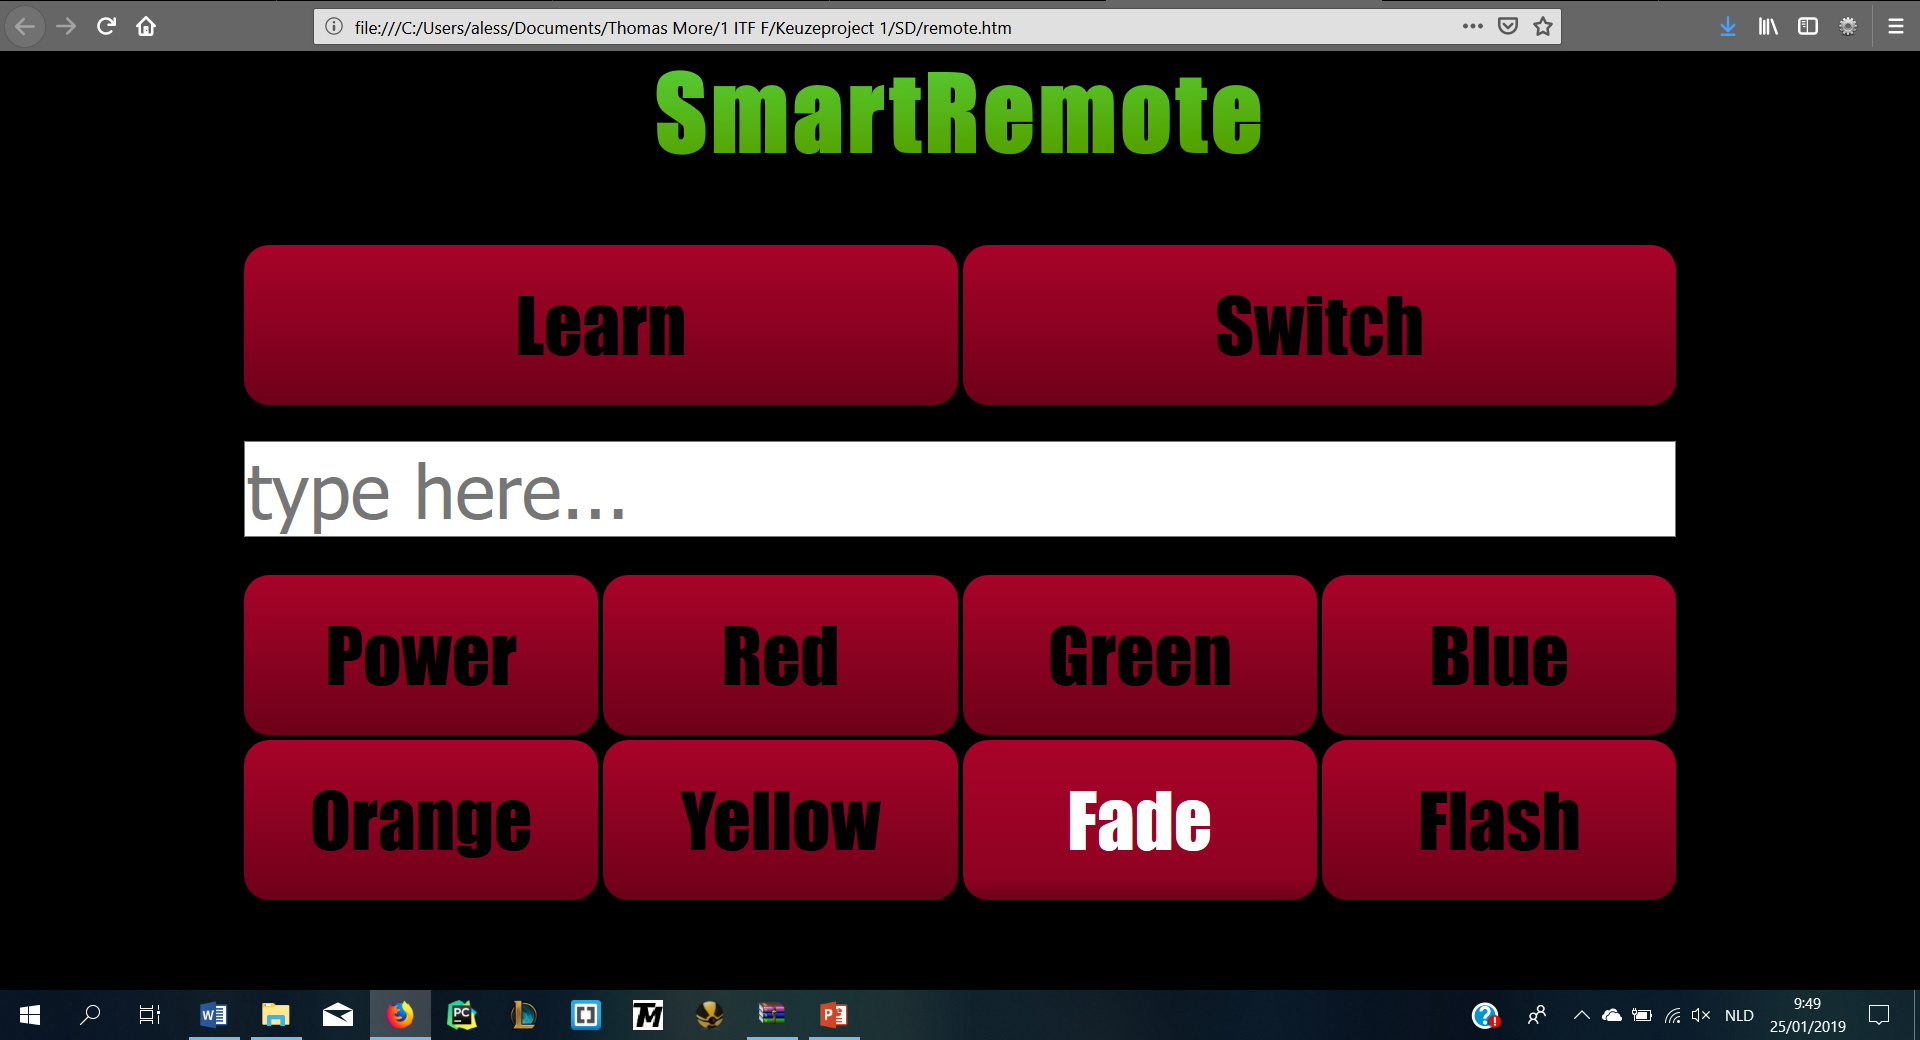 file:///C:/Users/aless/Documents/Thomas More/1 ITF F/Keuzeproject 1/SD/remote.htm
SmartRemote
Learn Switch
type here...
Power Red Green Blue
Orange Yellow Fade Flash
NLD
9:49
25/01/2019